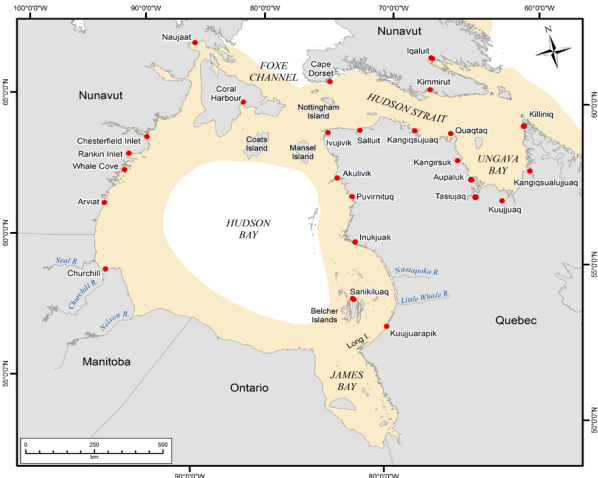 100°0'0"W
90°0'0"W
80°0'0"W
70°0'0"W
60°0'0"W
Naujaat
Nunavut
N
Iqaluit
FOXE
CHANNEL
Cape
Dorset
65°0'0"N
Kimmirut
Nunavut
Coral
Harbour
HUDSON STRAIT
60°0'0"N
Nottingham
Island
Killiniq
Chesterfield Inlet
Coats
Island
Mansel
Island
Ivujivik
Salluit
Kangiqsujuaq
Quaqtaq
Rankin Inlet
Kangirsuk
UNGAVA
BAY
Whale Cove
Akulivik
Aupaluk
Kangiqsualujjuaq
Arviat
Puvirnituq
Tasiujaq
Kuujjuaq
HUDSON
BAY
60°0'0"N
Inukjuak
Seal R.
Churchill
Nastapoka R.
55°0'0"N
Churchill R.
Sanikiluaq
Little Whale R.
Nelson R.
Belcher
Islands
Quebec
Kuujjuarapik
Long I.
Manitoba
JAMES
BAY
55°0'0"N
Ontario
50°0'0"N
0
250
500
km
90°0'0"W
80°0'0"W